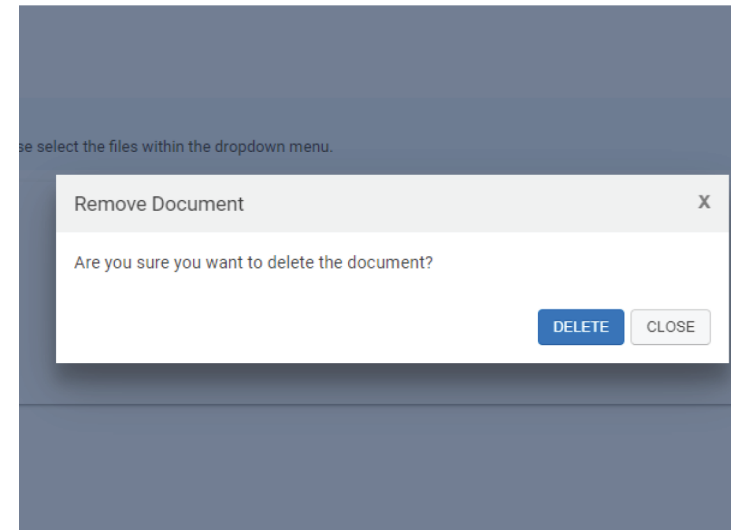 se select the files within the dropdown menu.
Remove Document X
Are you sure you want to delete the document?
DELETE CLOSE